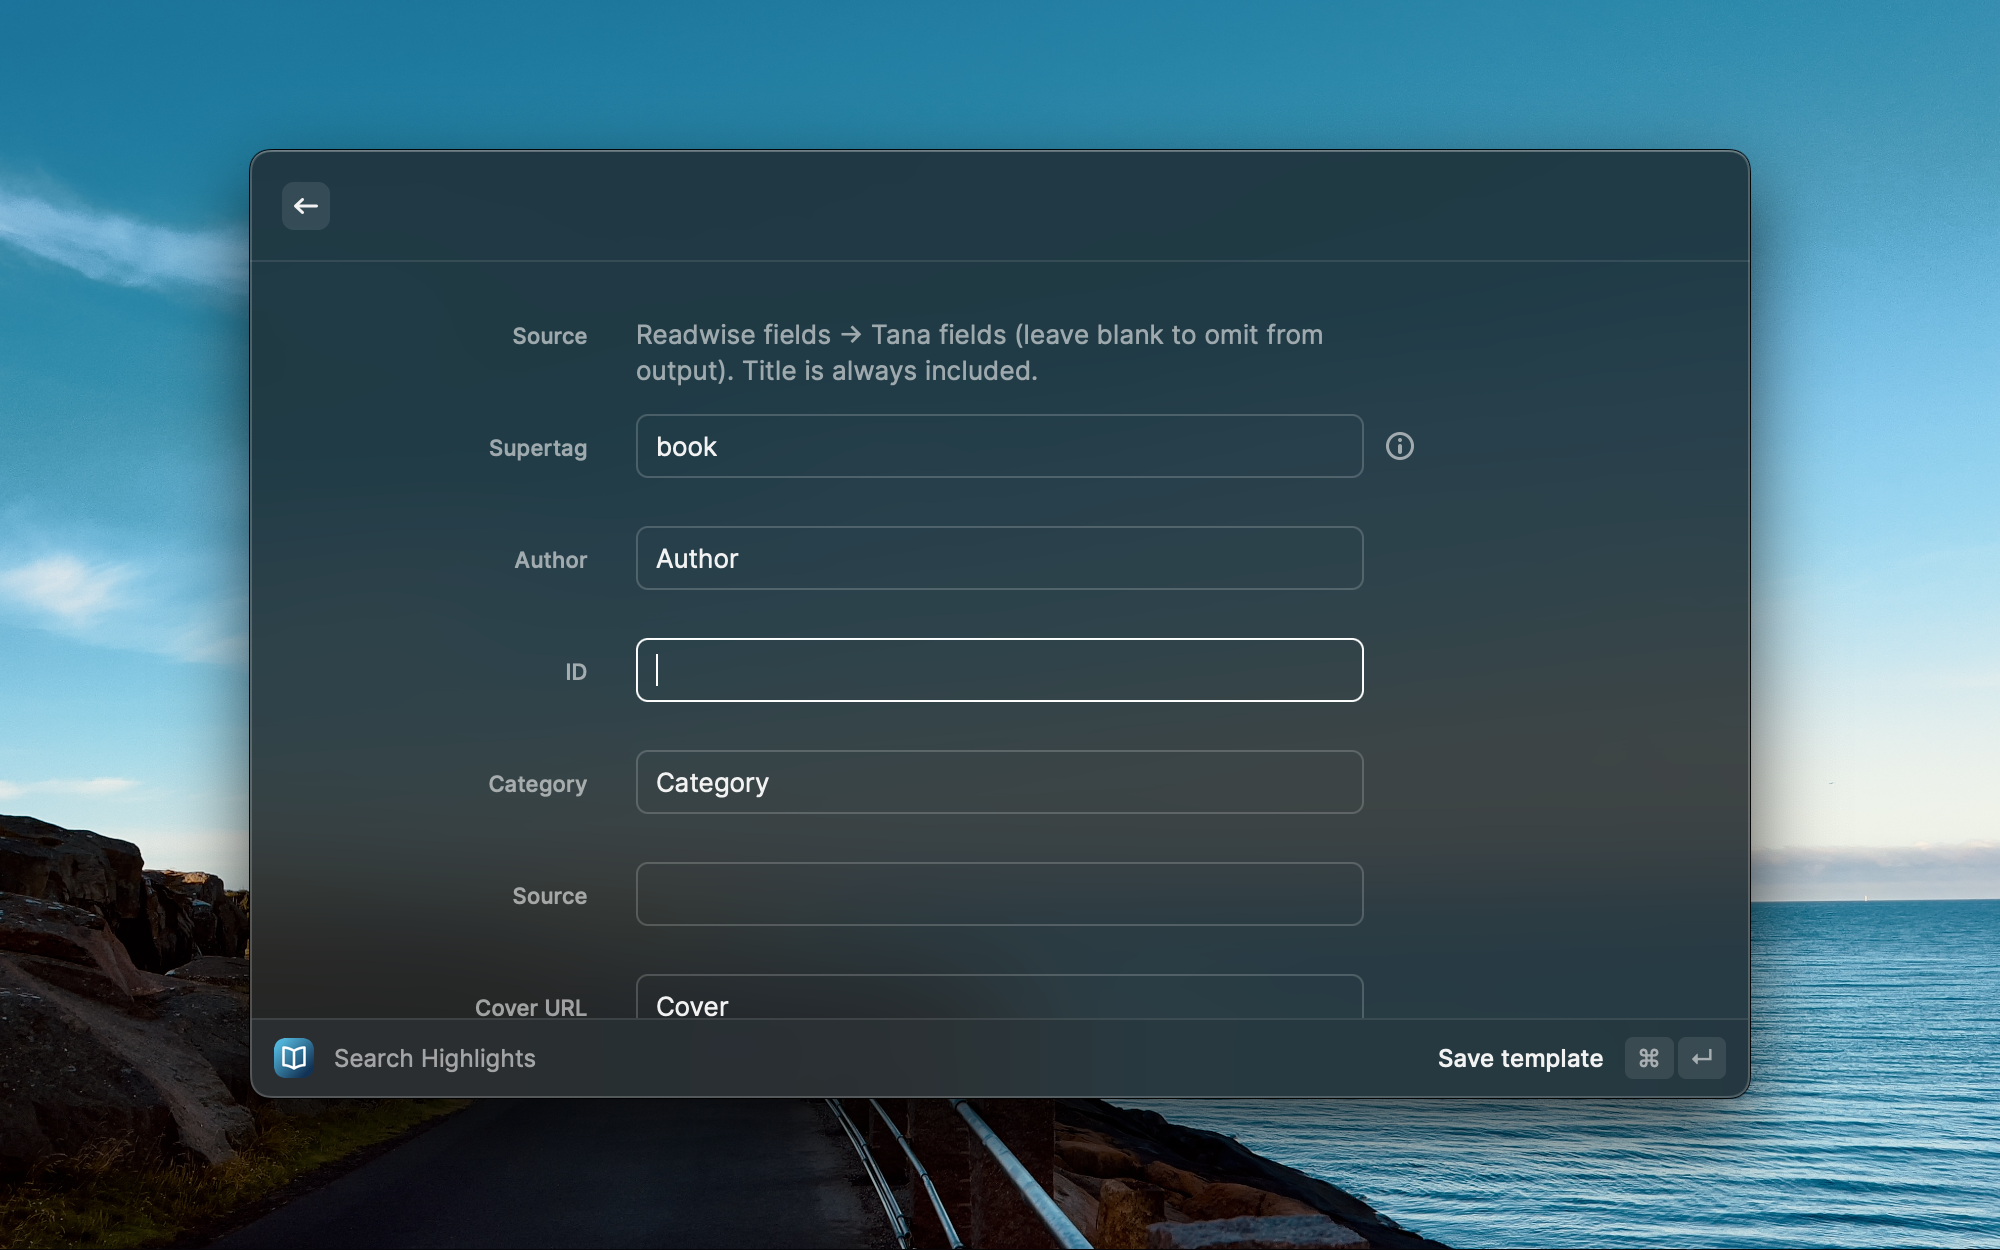 Source
Readwise fields → Tana fields (leave blank to omit from
output). Title is always included.
Supertag
book
Author
Author
ID
Category
Category
Source
Cover URL
Cover
Search Highlights
Save template ⌘ ↵